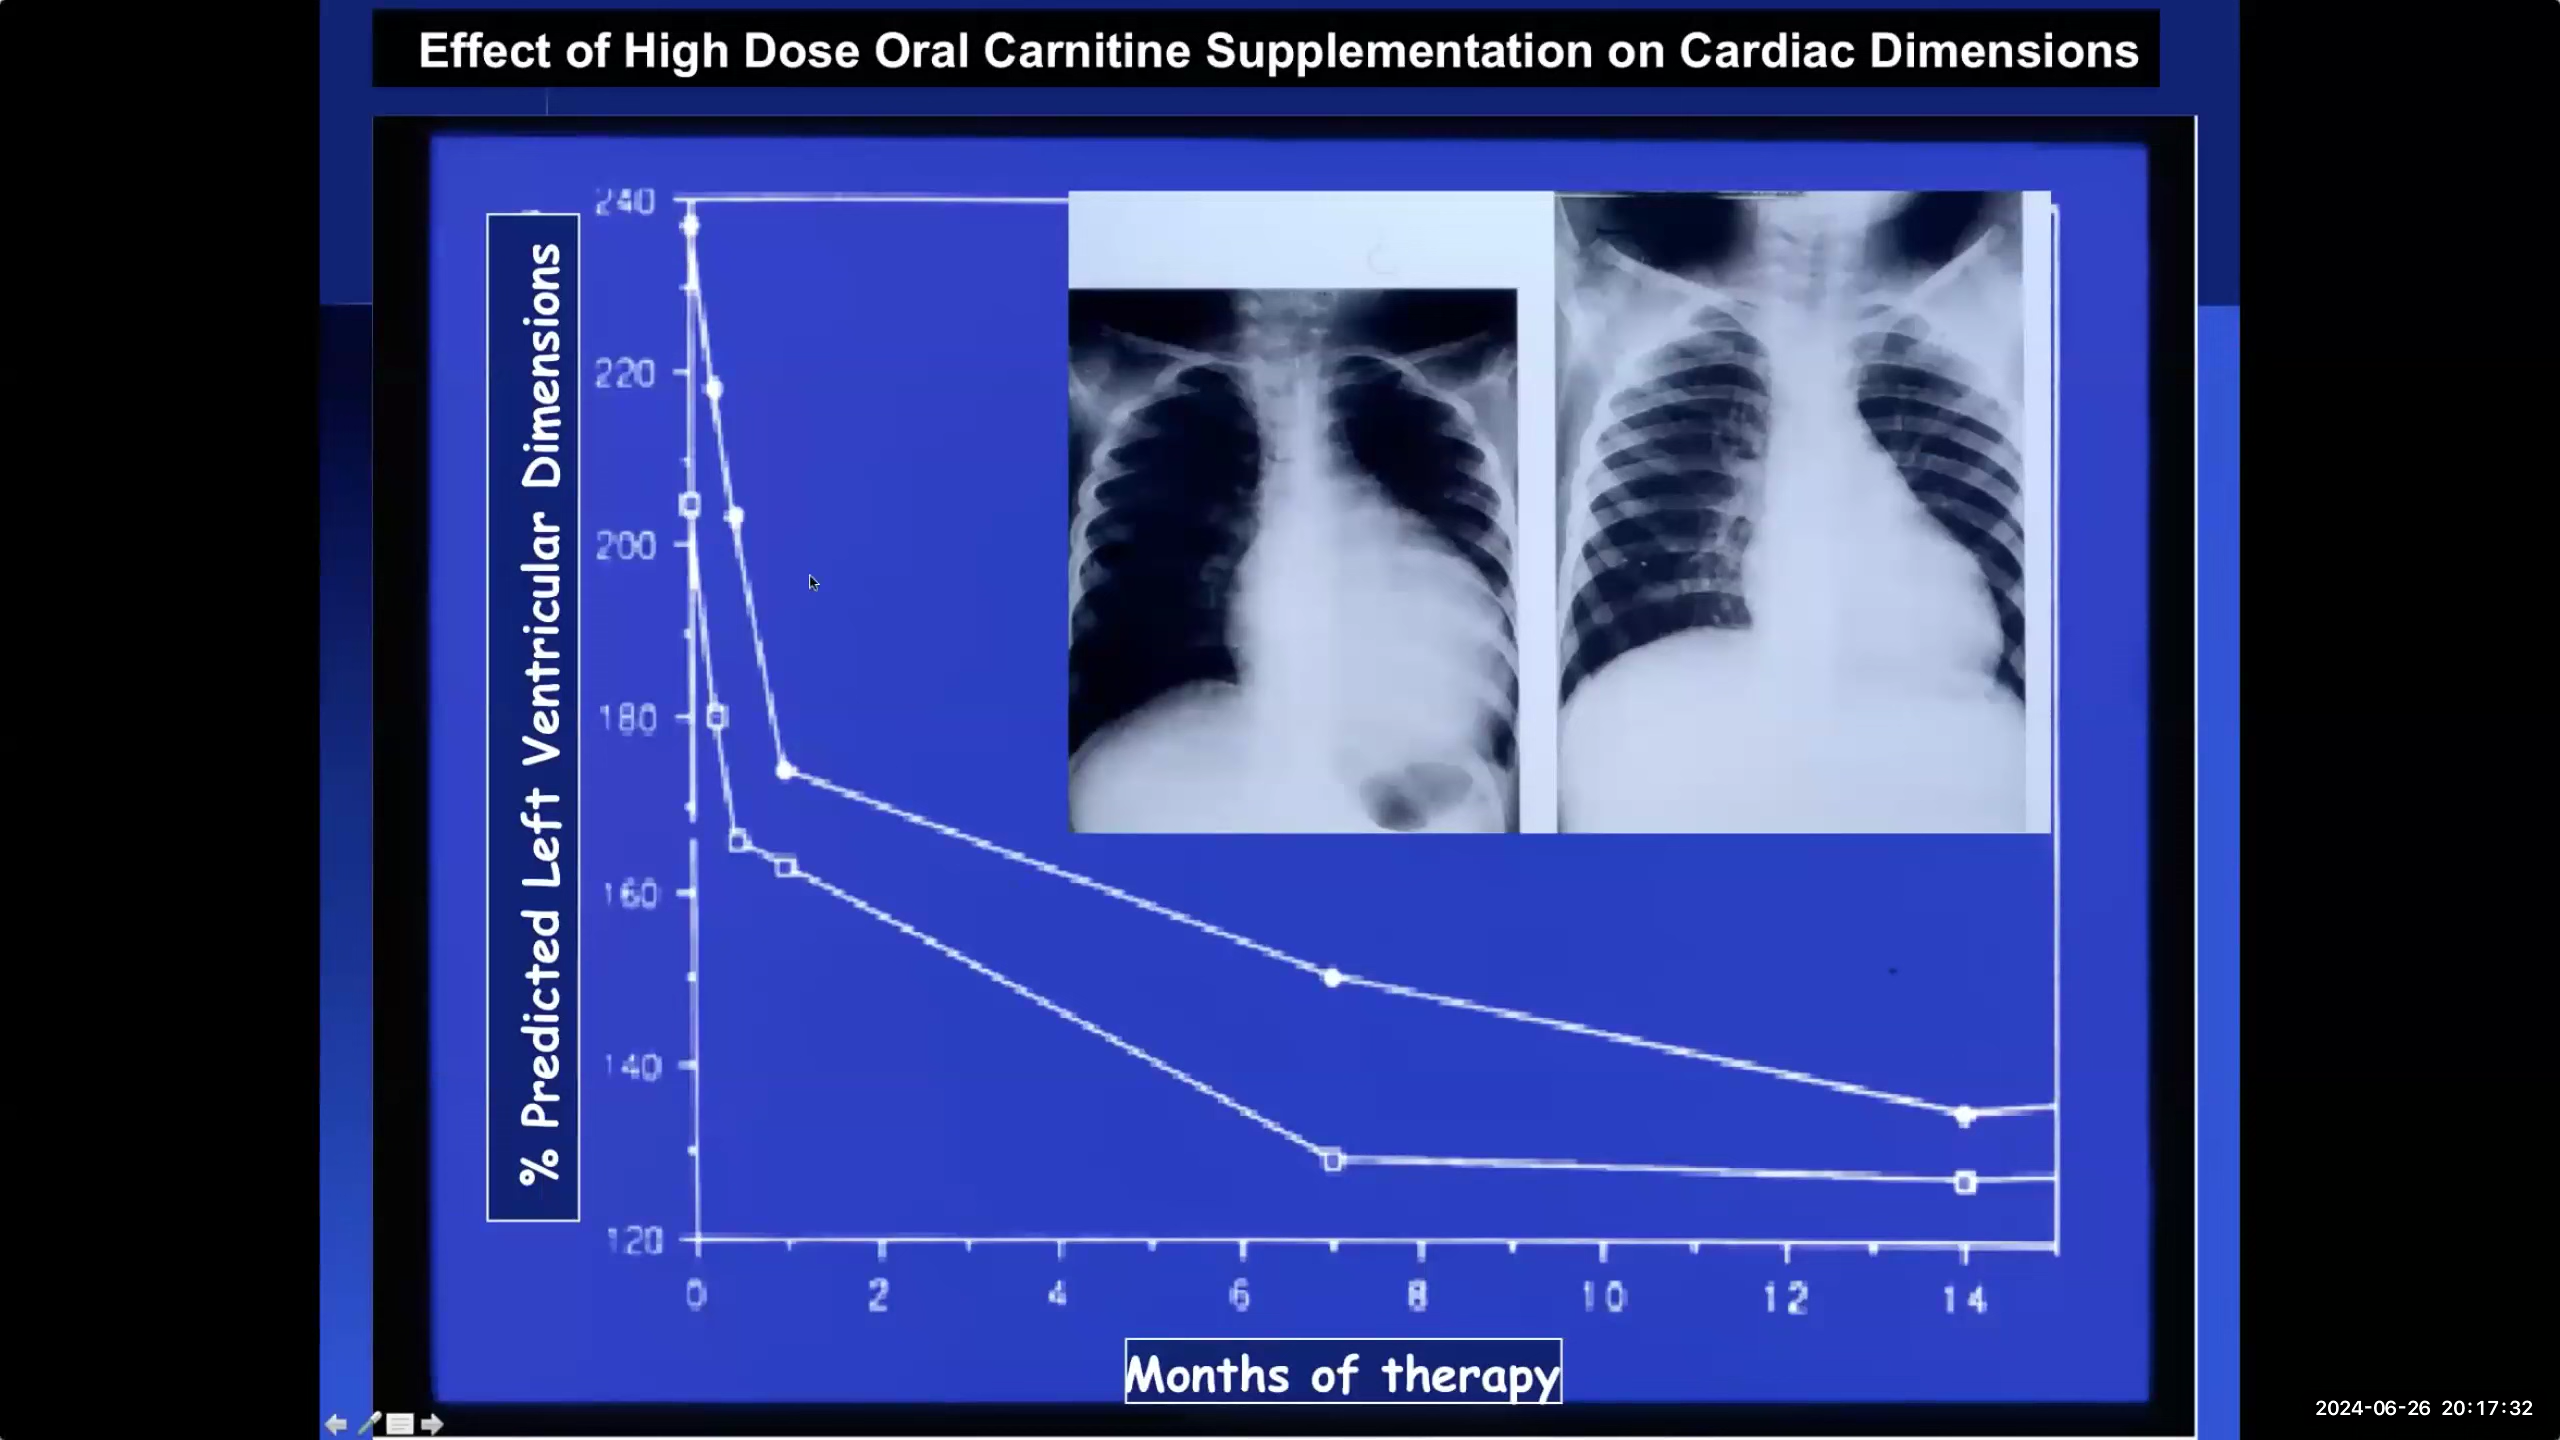 Effect of High Dose Oral Carnitine Supplementation on Cardiac Dimensions
% Predicted Left Ventricular Dimensions
240
220
200
180
160
140
120
0 2 4 6 8 10 12 14
Months of therapy
2024-06-26 20:17:32